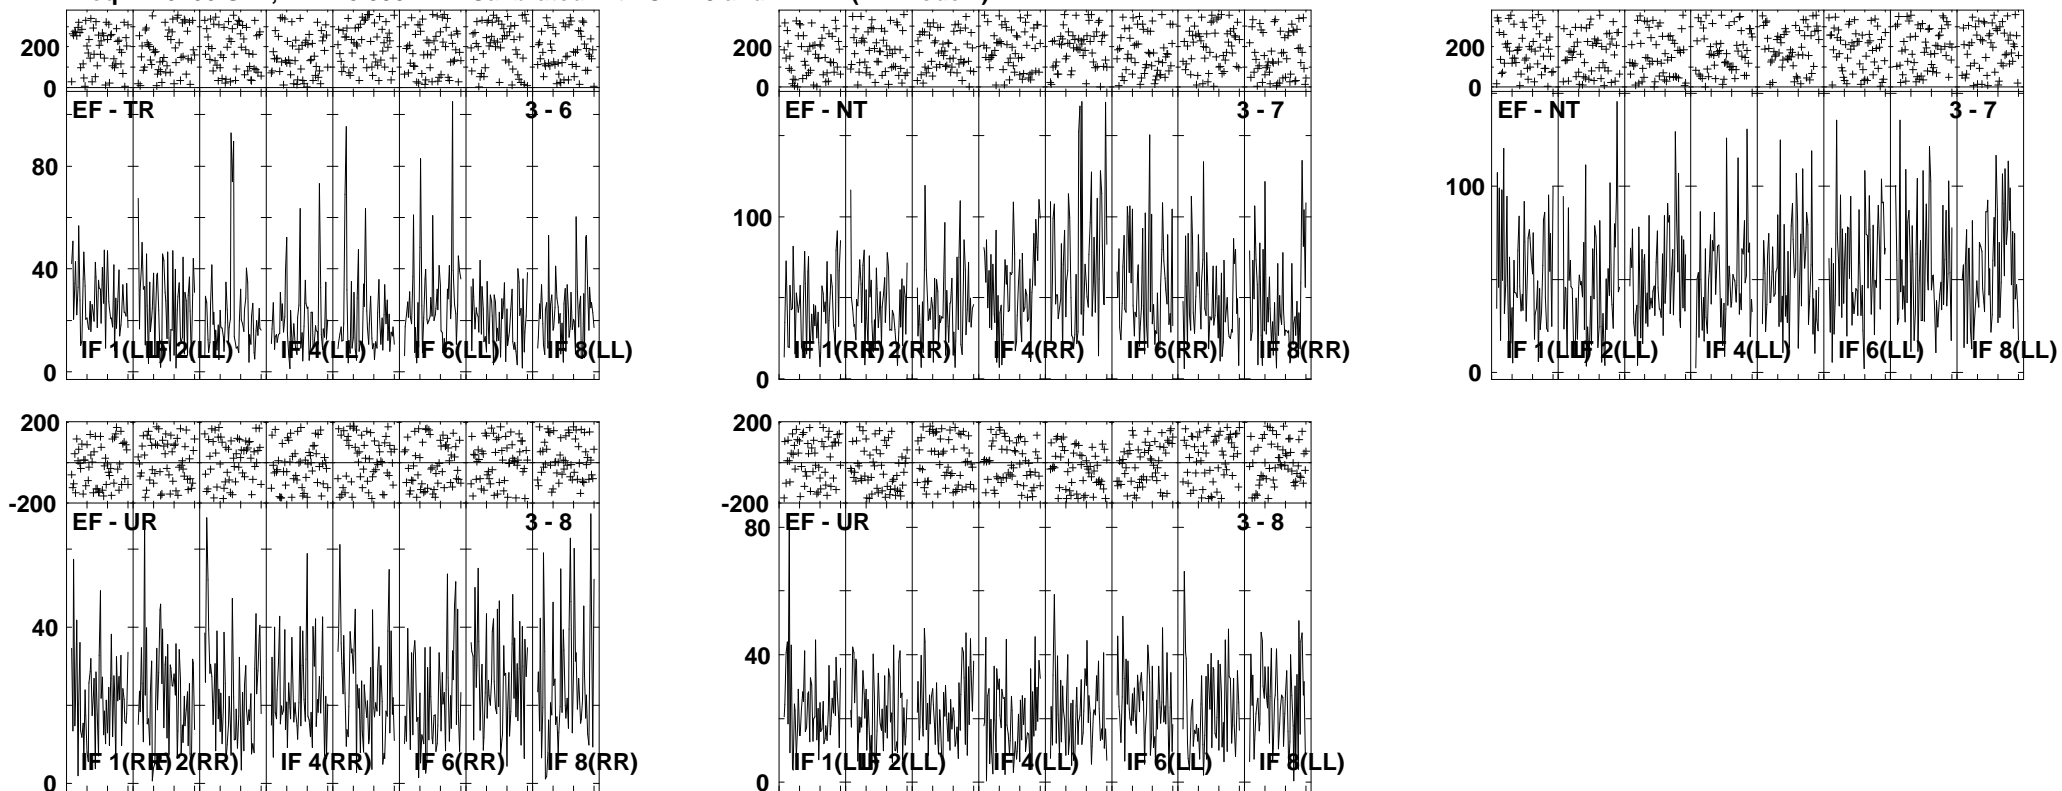 200
0
EF - TR 3 - 6
80
40
0
IF 1(LL) IF 2(LL) IF 4(LL) IF 6(LL) IF 8(LL)
200
0
EF - NT 3 - 7
100
0
IF 1(RR) IF 2(RR) IF 4(RR) IF 6(RR) IF 8(RR)
200
0
EF - NT 3 - 7
100
0
IF 1(LL) IF 2(LL) IF 4(LL) IF 6(LL) IF 8(LL)
200
-200
EF - UR 3 - 8
40
0
IF 1(RR) IF 2(RR) IF 4(RR) IF 6(RR) IF 8(RR)
200
-200
EF - UR 3 - 8
80
40
0
IF 1(LL) IF 2(LL) IF 4(LL) IF 6(LL) IF 8(LL)